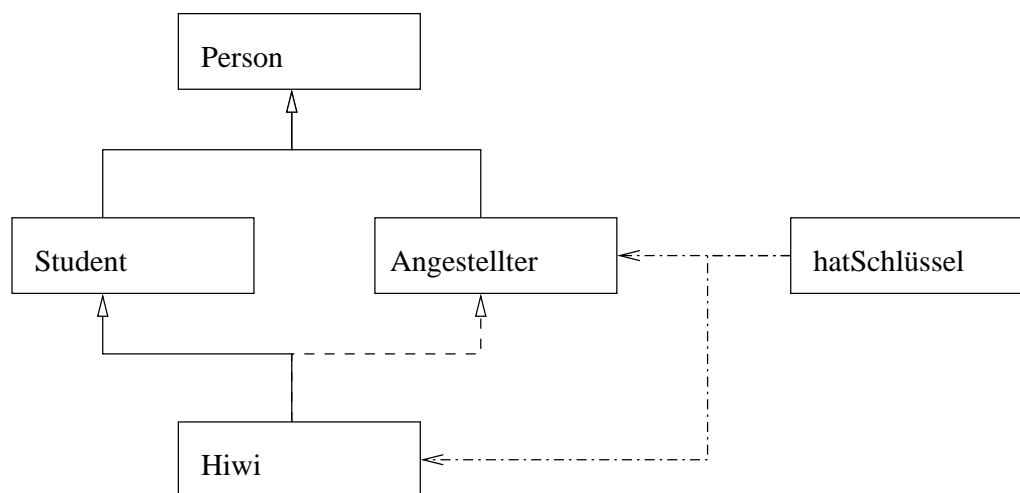 Person
Student
Angestellter
hatSchlüssel
Hiwi